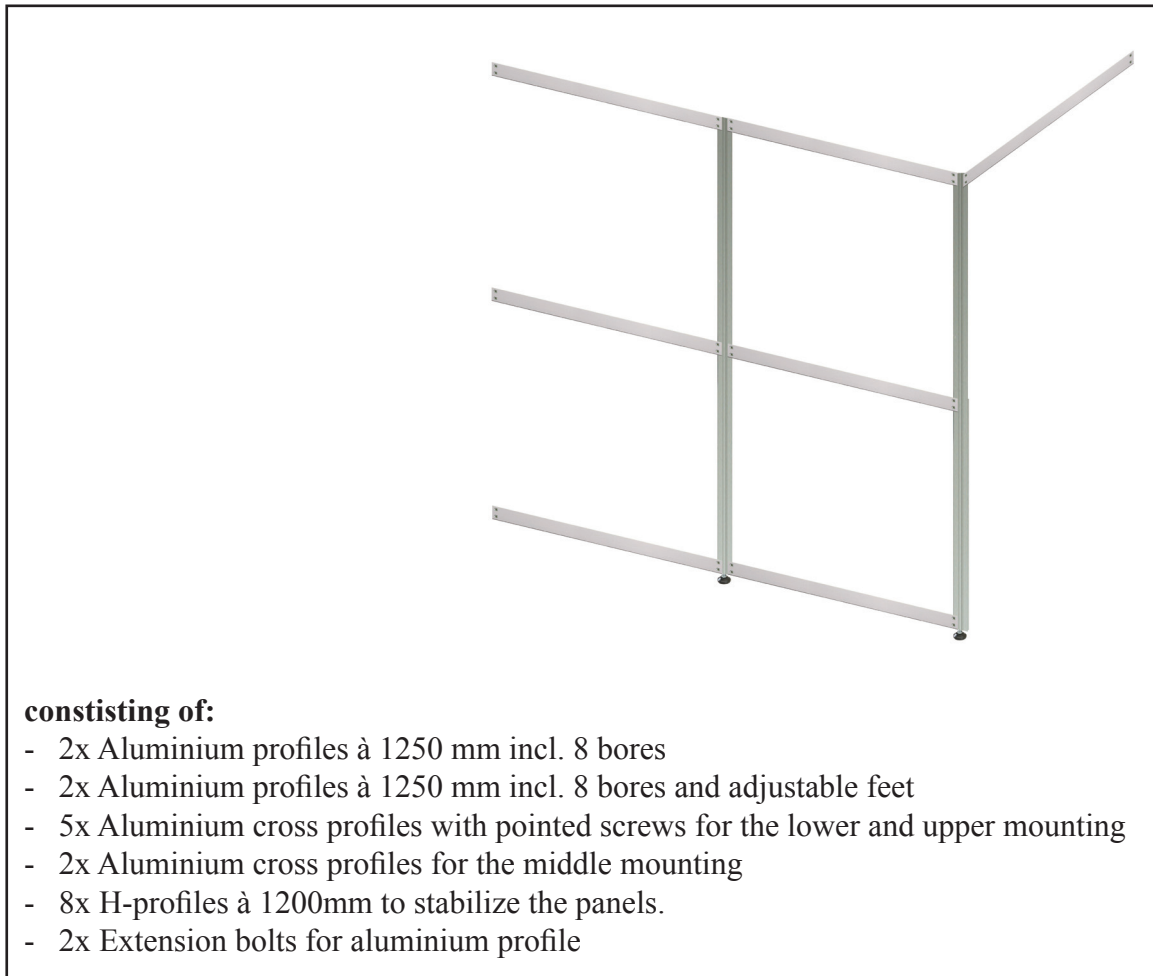 constisting of:
- 2x Aluminium profiles à 1250 mm incl. 8 bores
- 2x Aluminium profiles à 1250 mm incl. 8 bores and adjustable feet
- 5x Aluminium cross profiles with pointed screws for the lower and upper mounting
- 2x Aluminium cross profiles for the middle mounting
- 8x H-profiles à 1200mm to stabilize the panels.
- 2x Extension bolts for aluminium profile